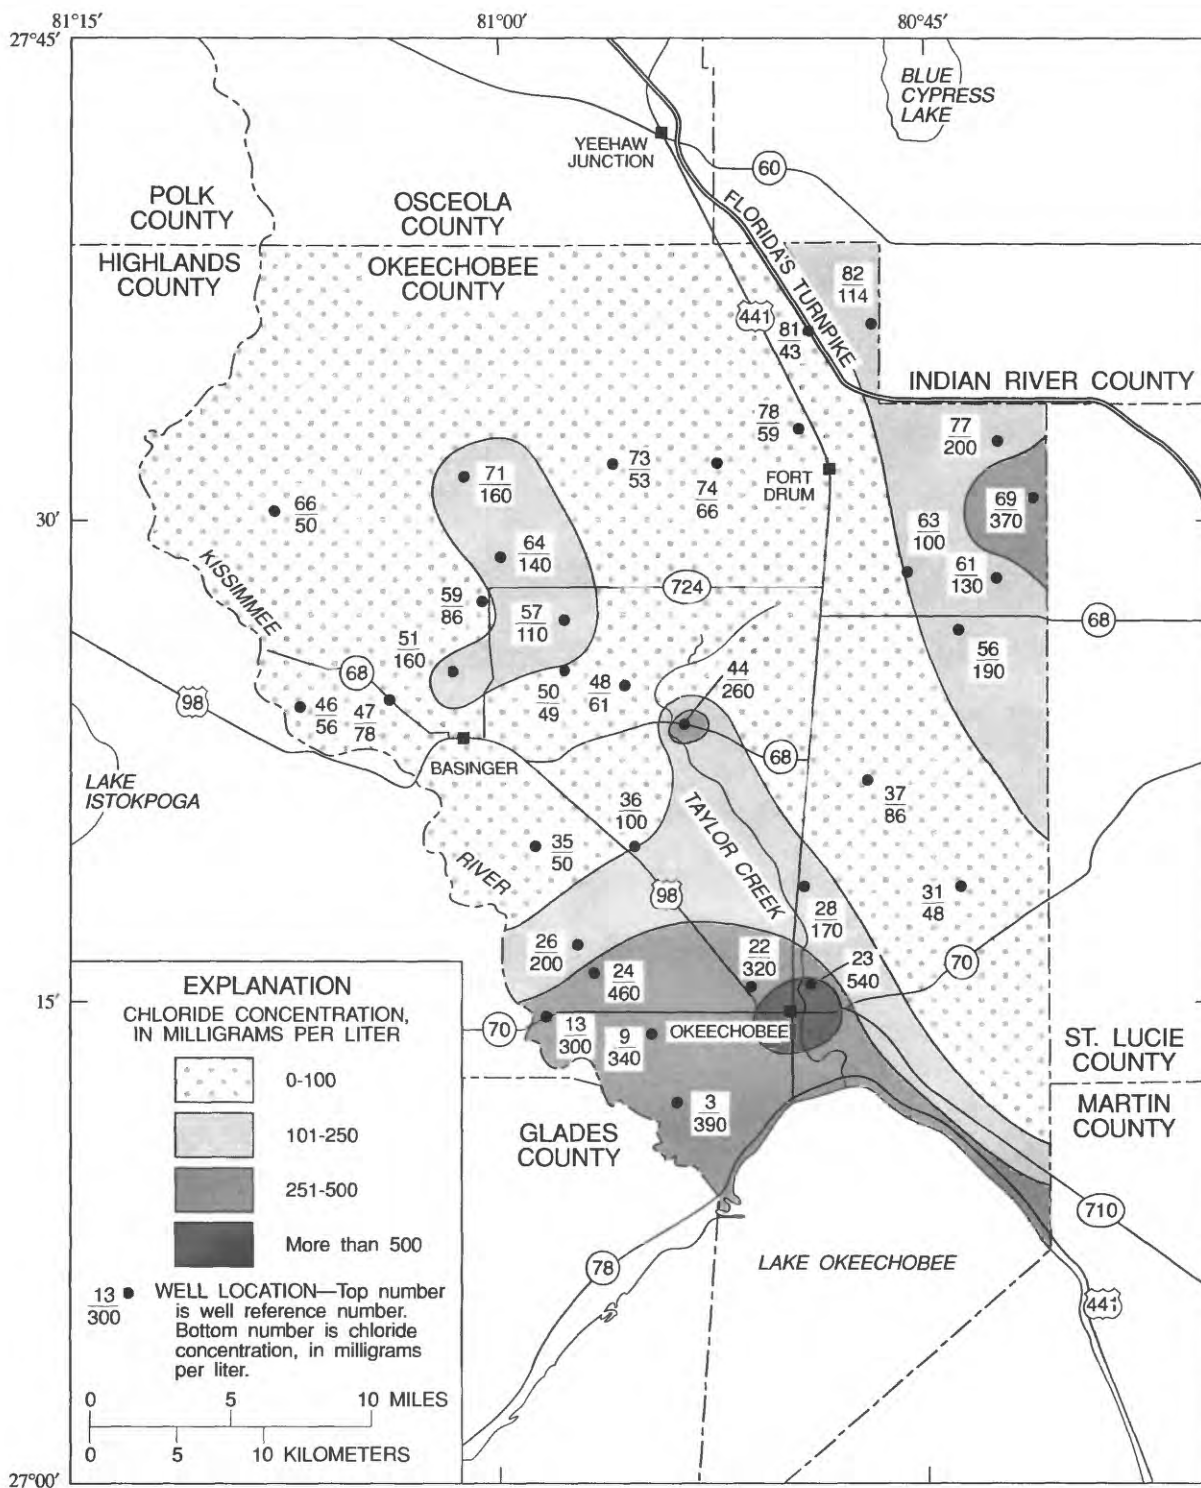 81°15′
81°00′
80°45′
27°45′
BLUE
CYPRESS
LAKE
YEEHAW
JUNCTION
60
POLK
COUNTY
OSCEOLA
COUNTY
FLORIDA'S TURNPIKE
HIGHLANDS
COUNTY
OKEECHOBEE
COUNTY
82
114
441
81
43
INDIAN RIVER COUNTY
78
59
77
200
71
160
73
53
74
66
FORT
DRUM
69
370
66
50
30′
63
100
64
140
61
130
KISSIMMEE
59
86
724
57
110
68
51
160
56
190
68
50
49
48
61
44
260
98
46
56
47
78
68
BASINGER
LAKE
ISTOKPOGA
37
86
36
100
TAYLOR CREEK
35
50
RIVER
98
28
170
31
48
26
200
22
320
23
540
70
24
460
15′
70
13
300
9
340
OKEECHOBEE
ST. LUCIE
COUNTY
3
390
MARTIN
COUNTY
GLADES
COUNTY
710
LAKE OKEECHOBEE
78
441
EXPLANATION
CHLORIDE CONCENTRATION,
IN MILLIGRAMS PER LITER
0-100
101-250
251-500
More than 500
13
300
WELL LOCATION—Top number
is well reference number.
Bottom number is chloride
concentration, in milligrams
per liter.
0 5 10 MILES
0 5 10 KILOMETERS
27°00′